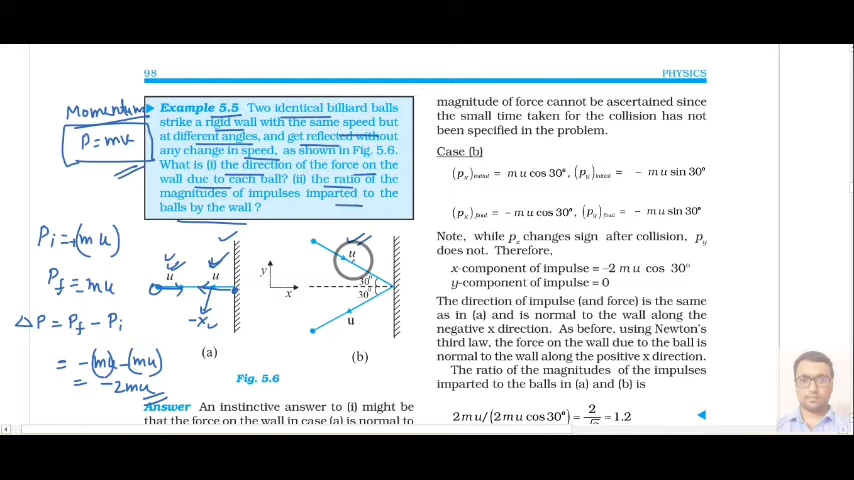 98
PHYSICS
Momentum
P = mu
Example 5.5 Two identical billiard balls
strike a rigid wall with the same speed but
at different angles, and get reflected without
any change in speed, as shown in Fig. 5.6.
What is (i) the direction of the force on the
wall due to each ball? (ii) the ratio of the
magnitudes of impulses imparted to the
balls by the wall ?
Pi = +(mu)
Pf = -mu
ΔP = Pf - Pi
= -(mu) - (mu)
= -2mu
u u
-x
(a)
y
x
u
30°
30°
u
(b)
Fig. 5.6
Answer An instinctive answer to (i) might be
that the force on the wall in case (a) is normal to
magnitude of force cannot be ascertained since
the small time taken for the collision has not
been specified in the problem.
Case (b)
(px)initial = m u cos 30°, (py)initial = − m u sin 30°
(px)final = − m u cos 30°, (py)final = − m u sin 30°
Note, while px changes sign after collision, py
does not. Therefore,
x-component of impulse = −2 m u cos 30°
y-component of impulse = 0
The direction of impulse (and force) is the same
as in (a) and is normal to the wall along the
negative x direction. As before, using Newton's
third law, the force on the wall due to the ball is
normal to the wall along the positive x direction.
The ratio of the magnitudes of the impulses
imparted to the balls in (a) and (b) is
2 m u/(2 m u cos 30°) = 2/√ = 1.2